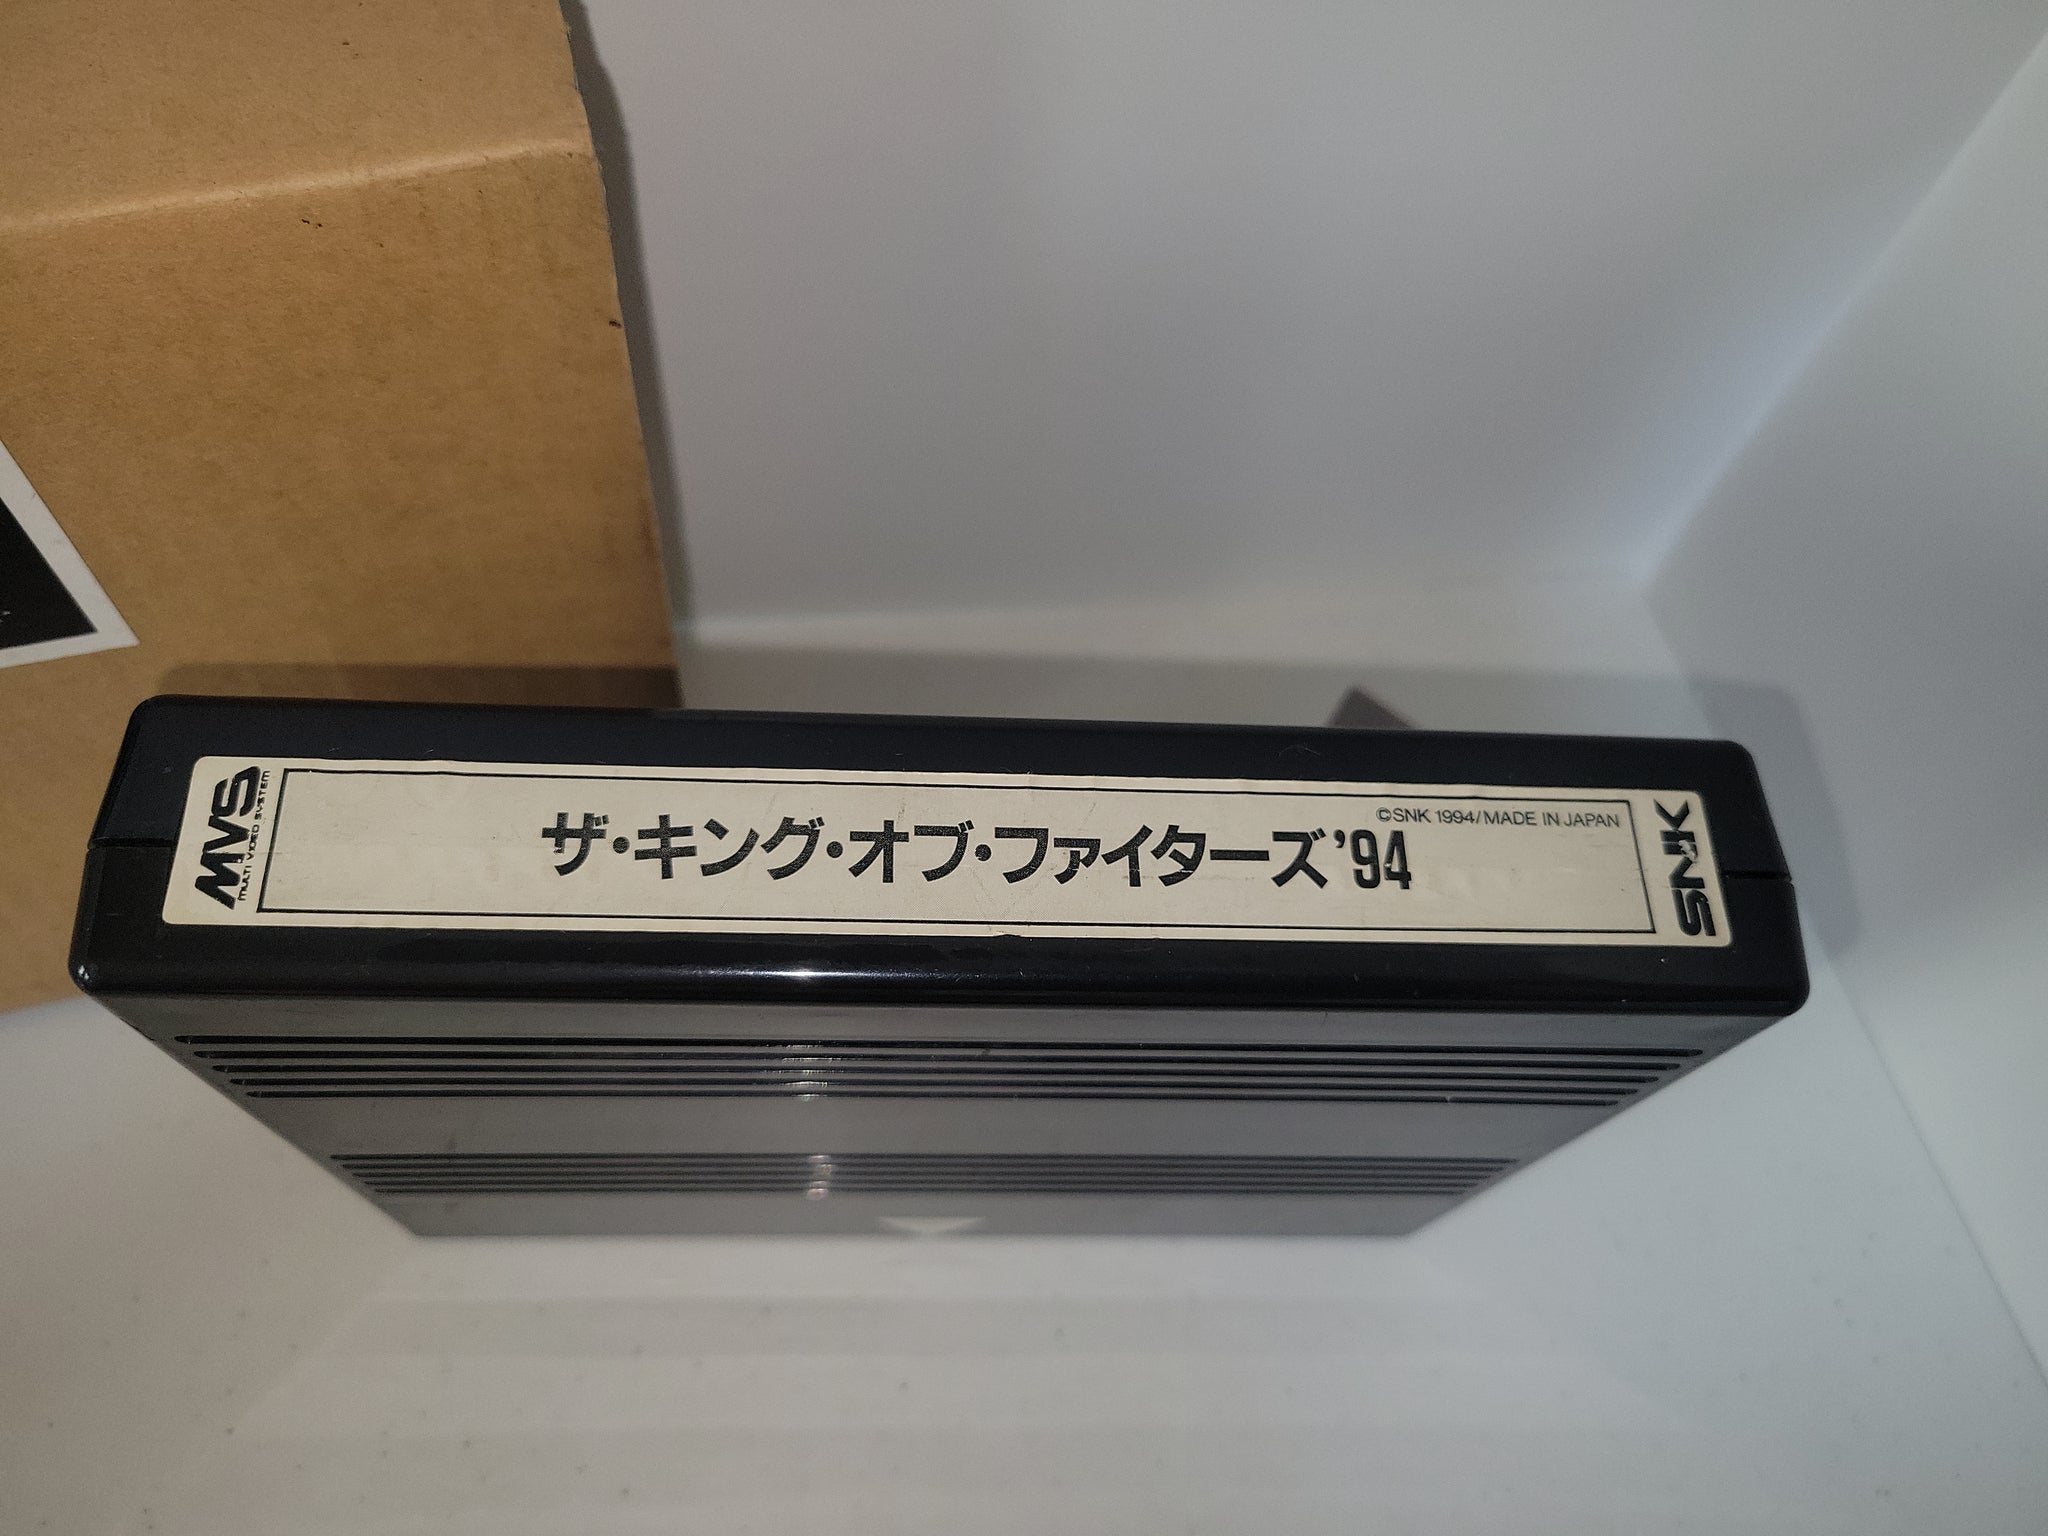 MVS
MULTI VIDEO SYSTEM
©SNK 1994/MADE IN JAPAN
ザ・キング・オブ・ファイターズ'94
SNK